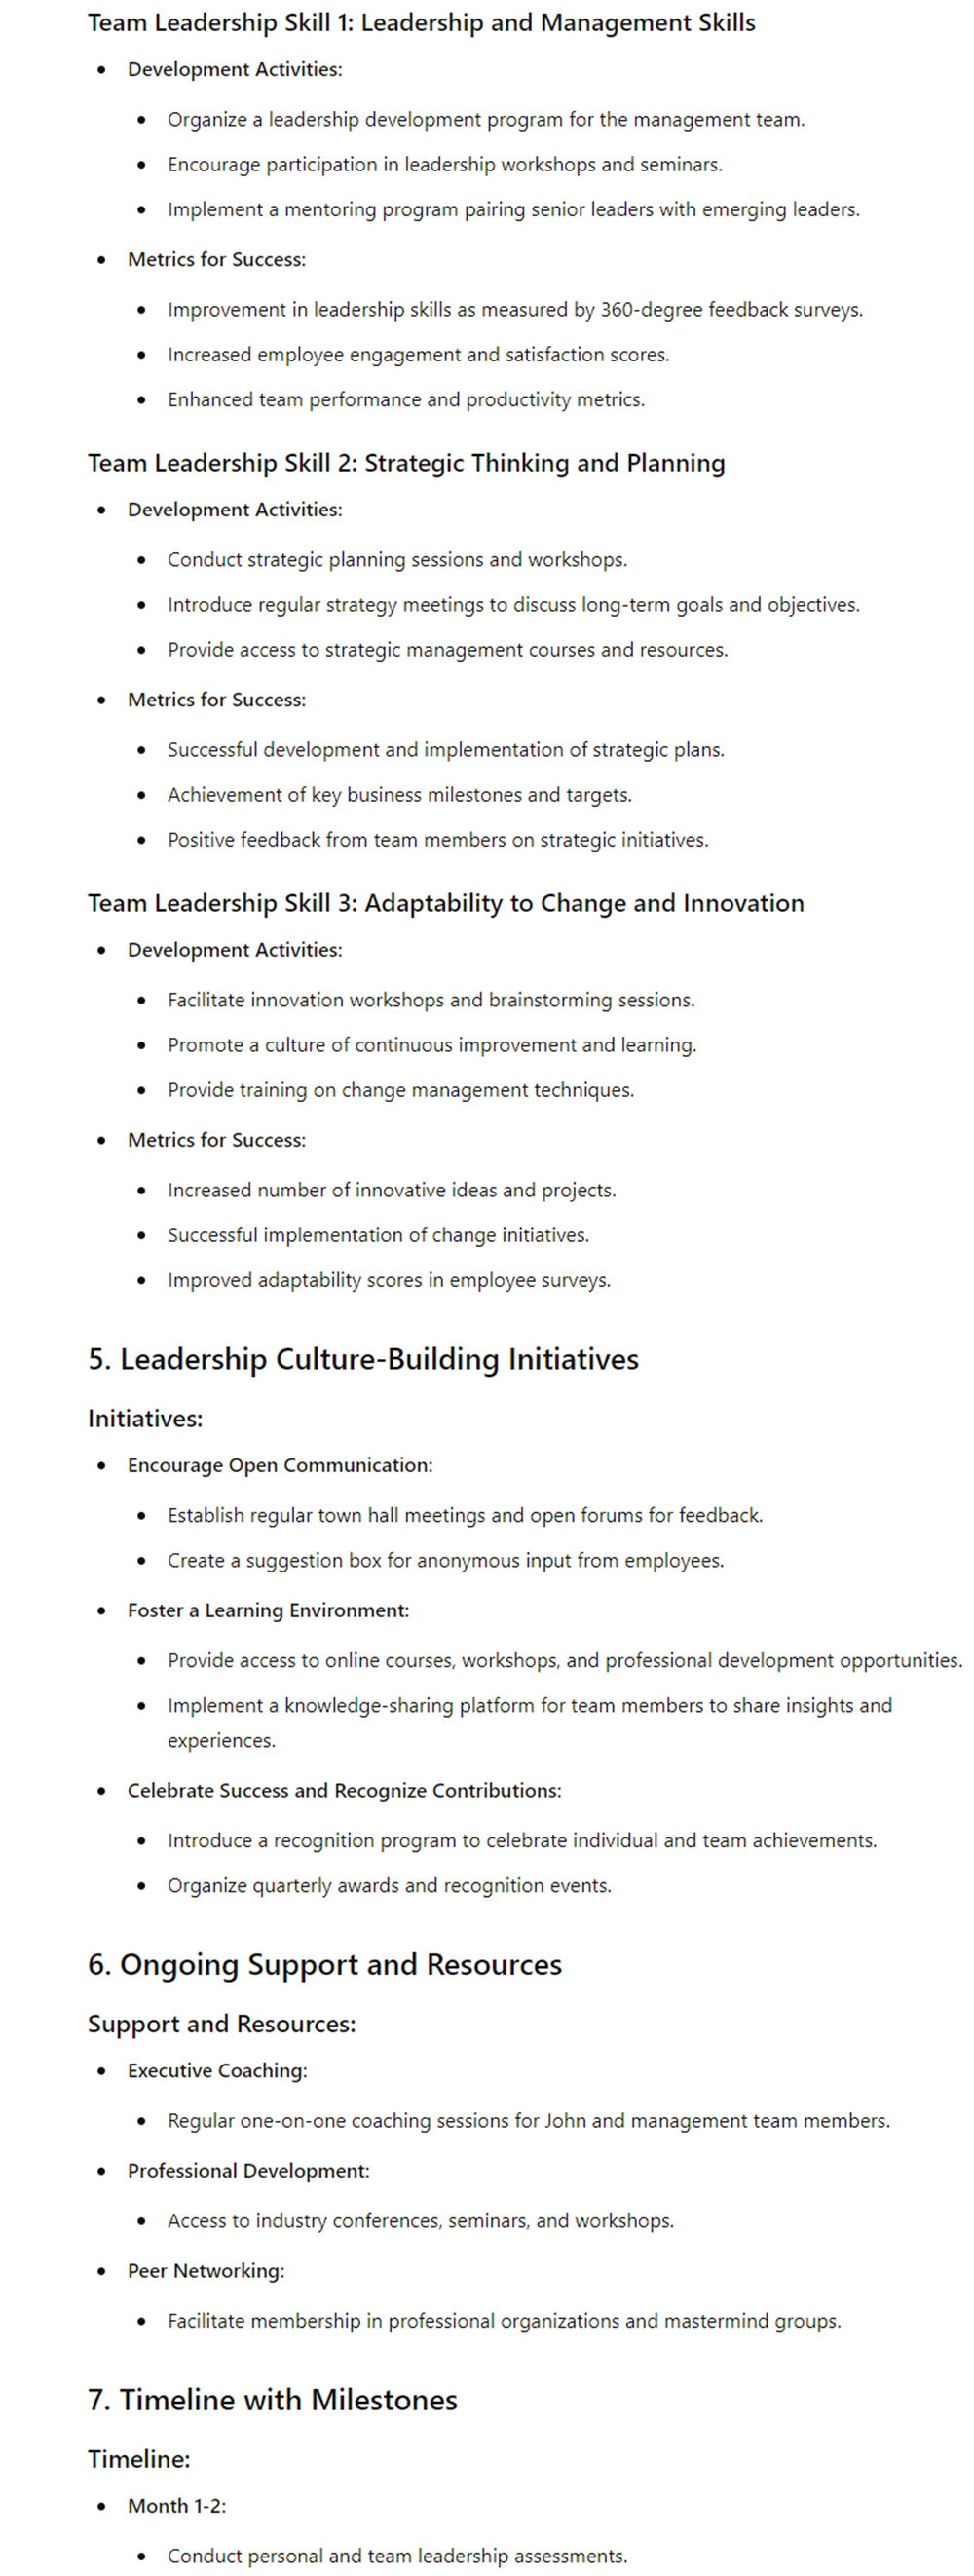 Team Leadership Skill 1: Leadership and Management Skills
• Development Activities:
• Organize a leadership development program for the management team.
• Encourage participation in leadership workshops and seminars.
• Implement a mentoring program pairing senior leaders with emerging leaders.
• Metrics for Success:
• Improvement in leadership skills as measured by 360-degree feedback surveys.
• Increased employee engagement and satisfaction scores.
• Enhanced team performance and productivity metrics.
Team Leadership Skill 2: Strategic Thinking and Planning
• Development Activities:
• Conduct strategic planning sessions and workshops.
• Introduce regular strategy meetings to discuss long-term goals and objectives.
• Provide access to strategic management courses and resources.
• Metrics for Success:
• Successful development and implementation of strategic plans.
• Achievement of key business milestones and targets.
• Positive feedback from team members on strategic initiatives.
Team Leadership Skill 3: Adaptability to Change and Innovation
• Development Activities:
• Facilitate innovation workshops and brainstorming sessions.
• Promote a culture of continuous improvement and learning.
• Provide training on change management techniques.
• Metrics for Success:
• Increased number of innovative ideas and projects.
• Successful implementation of change initiatives.
• Improved adaptability scores in employee surveys.
5. Leadership Culture-Building Initiatives
Initiatives:
• Encourage Open Communication:
• Establish regular town hall meetings and open forums for feedback.
• Create a suggestion box for anonymous input from employees.
• Foster a Learning Environment:
• Provide access to online courses, workshops, and professional development opportunities.
• Implement a knowledge-sharing platform for team members to share insights and
experiences.
• Celebrate Success and Recognize Contributions:
• Introduce a recognition program to celebrate individual and team achievements.
• Organize quarterly awards and recognition events.
6. Ongoing Support and Resources
Support and Resources:
• Executive Coaching:
• Regular one-on-one coaching sessions for John and management team members.
• Professional Development:
• Access to industry conferences, seminars, and workshops.
• Peer Networking:
• Facilitate membership in professional organizations and mastermind groups.
7. Timeline with Milestones
Timeline:
• Month 1-2:
• Conduct personal and team leadership assessments.